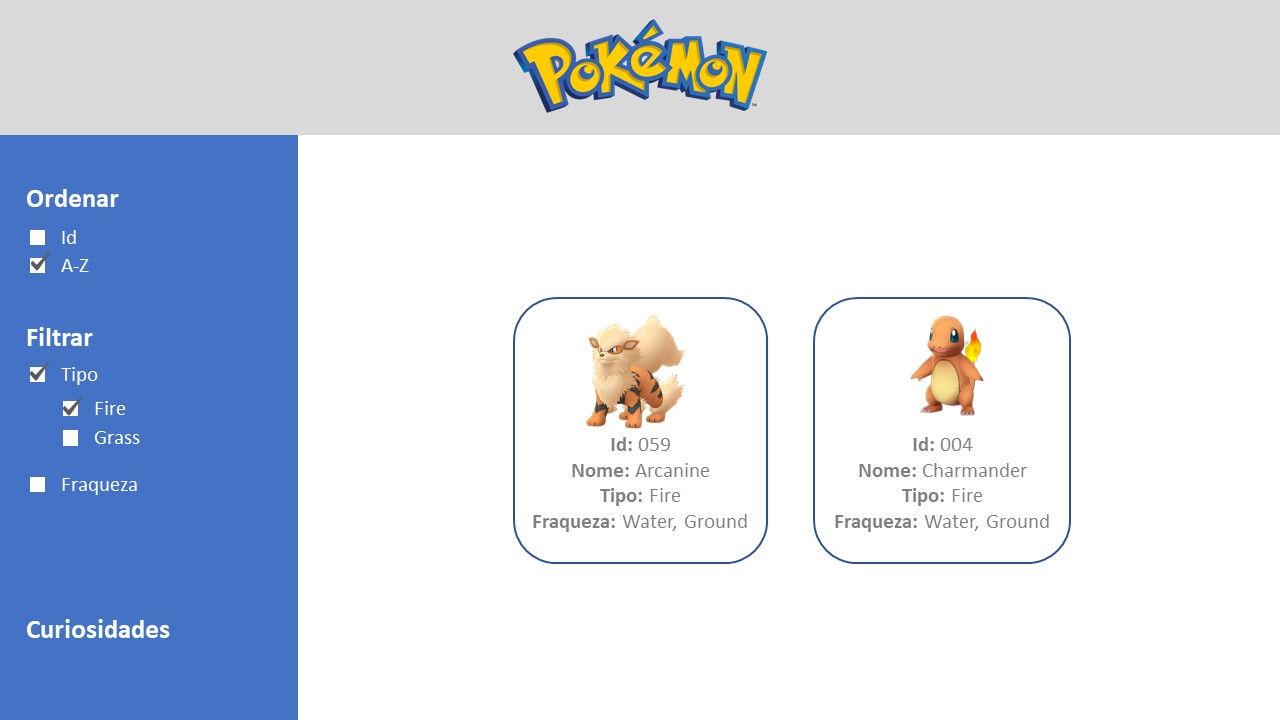 POKéMON
™
Ordenar
Id
A-Z
Filtrar
Tipo
Fire
Grass
Fraqueza
Curiosidades
Id: 059
Nome: Arcanine
Tipo: Fire
Fraqueza: Water, Ground
Id: 004
Nome: Charmander
Tipo: Fire
Fraqueza: Water, Ground